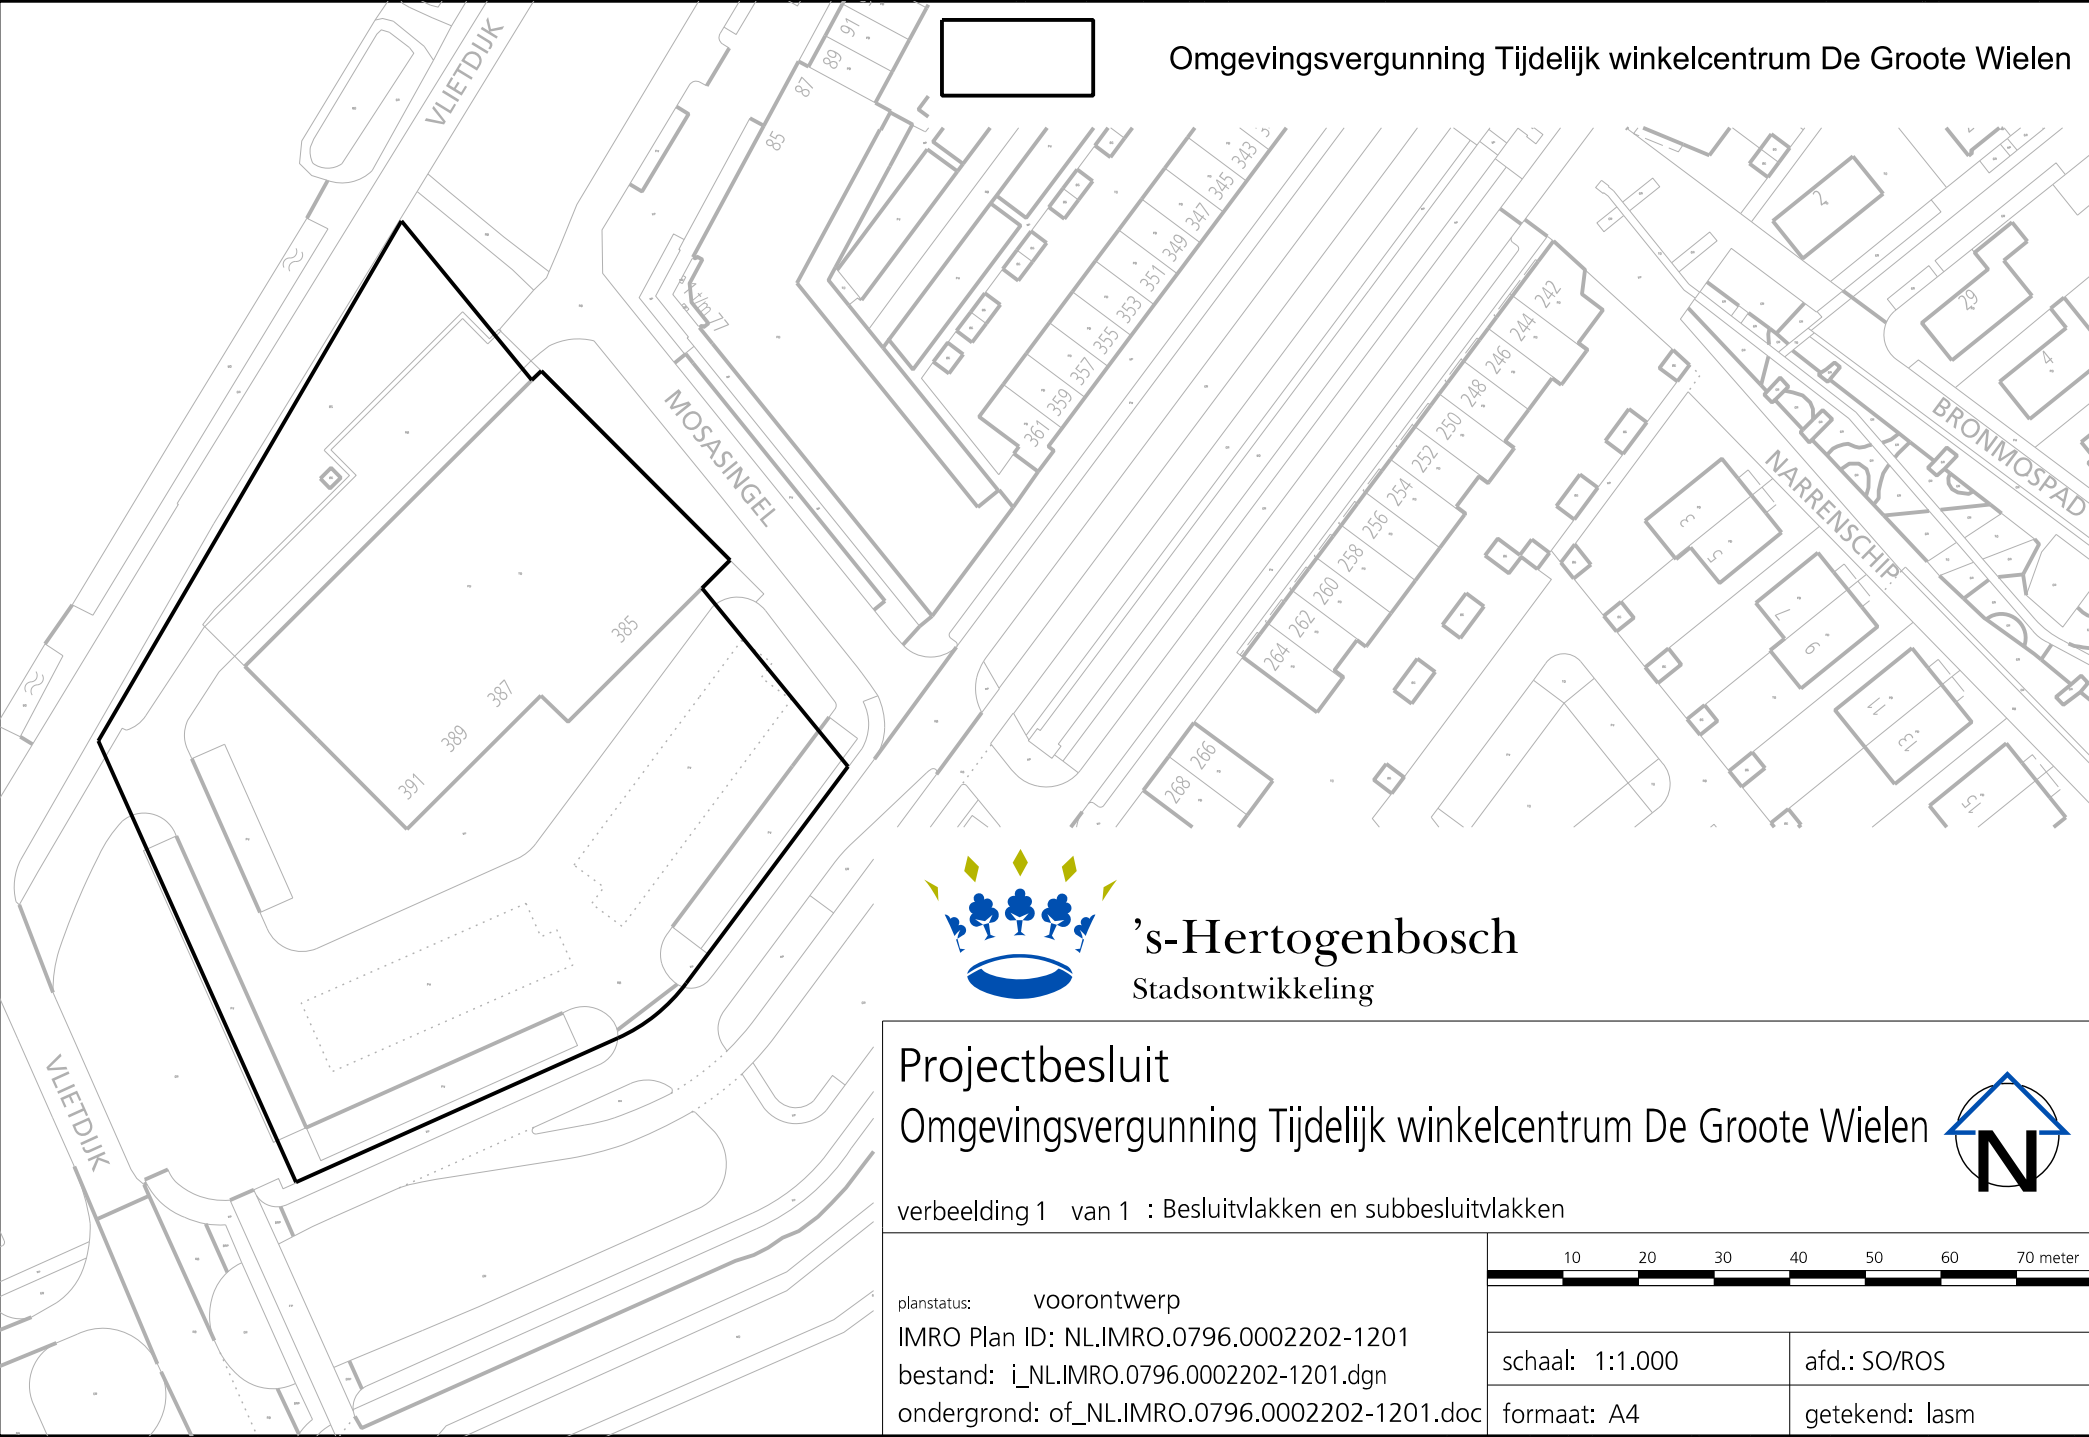 Omgevingsvergunning Tijdelijk winkelcentrum De Groote Wielen
VLIETDIJK
91
89
87
85
343
345
347
349
351
353
355
357
359
361
1 t/m 77
MOSASINGEL
242
244
246
248
250
252
254
256
258
260
262
264
266
268
2
29
4
BRONMOSPAD
NARRENSCHIP
3
5
7
9
11
13
15
385
387
389
391
VLIETDIJK
's-Hertogenbosch
Stadsontwikkeling
Projectbesluit
Omgevingsvergunning Tijdelijk winkelcentrum De Groote Wielen
N
verbeelding 1 van 1 : Besluitvlakken en subbesluitvlakken
10 20 30 40 50 60 70 meter
planstatus: voorontwerp
IMRO Plan ID: NL.IMRO.0796.0002202-1201
bestand: i_NL.IMRO.0796.0002202-1201.dgn
ondergrond: of_NL.IMRO.0796.0002202-1201.doc
schaal: 1:1.000
afd.: SO/ROS
formaat: A4
getekend: lasm